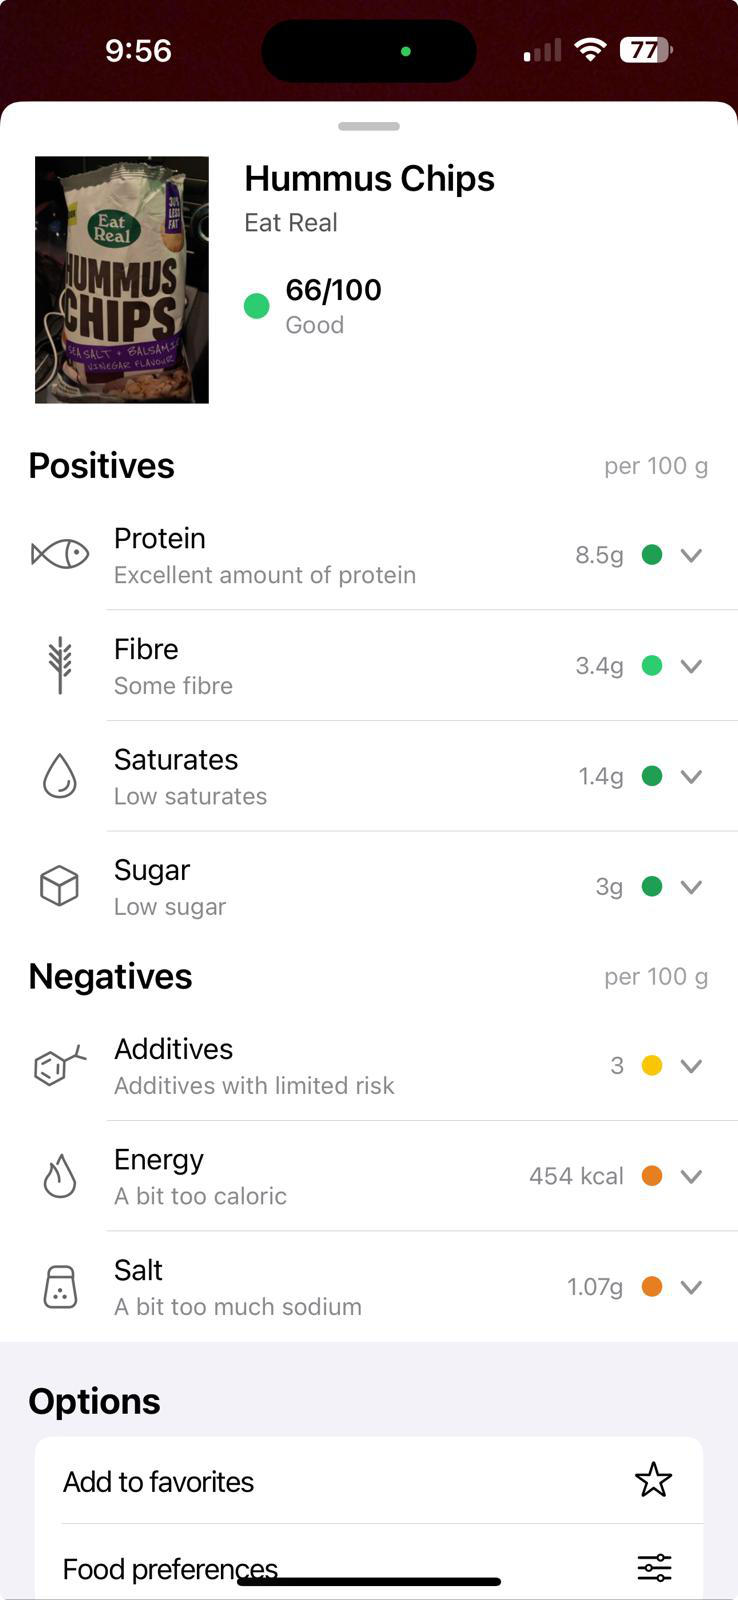 9:56
77
Hummus Chips
Eat Real
66/100
Good
Eat
Real
30%
LESS
FAT
HUMMUS
CHIPS
SEA SALT + BALSAMIC
VINEGAR FLAVOUR
Positives
per 100 g
Protein
8.5g
Excellent amount of protein
Fibre
3.4g
Some fibre
Saturates
1.4g
Low saturates
Sugar
3g
Low sugar
Negatives
per 100 g
Additives
3
Additives with limited risk
Energy
454 kcal
A bit too caloric
Salt
1.07g
A bit too much sodium
Options
Add to favorites
Food preferences